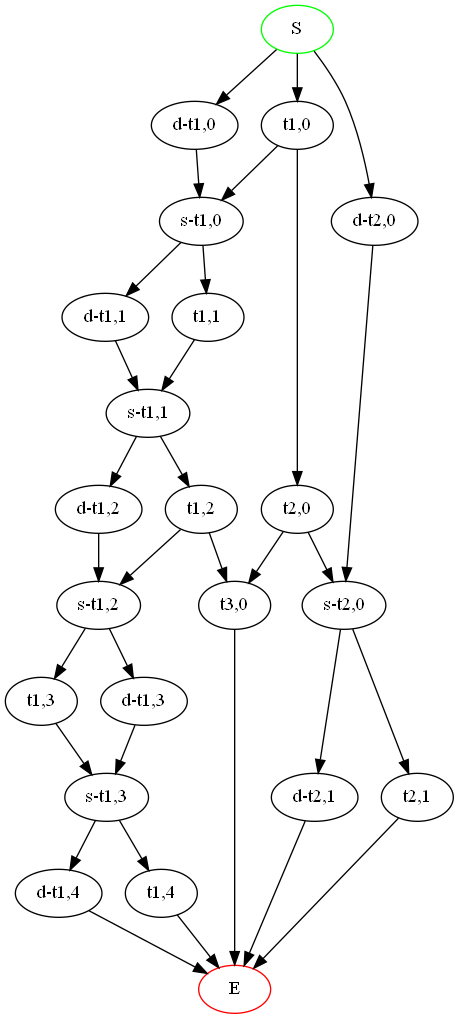 S
d-t1,0
t1,0
s-t1,0
d-t2,0
d-t1,1
t1,1
s-t1,1
d-t1,2
t1,2
t2,0
s-t1,2
t3,0
s-t2,0
t1,3
d-t1,3
s-t1,3
d-t2,1
t2,1
d-t1,4
t1,4
E